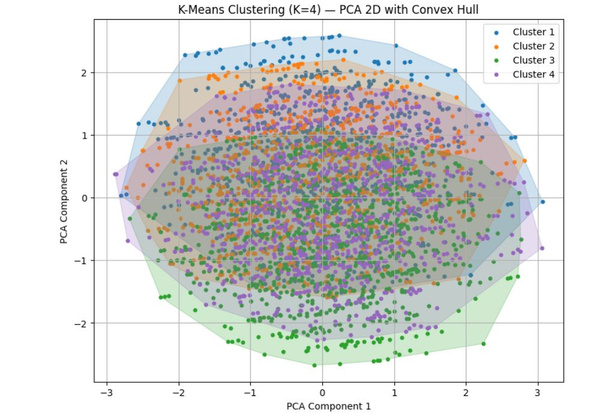 K-Means Clustering (K=4) — PCA 2D with Convex Hull
Cluster 1
Cluster 2
Cluster 3
Cluster 4
PCA Component 2
2
1
0
−1
−2
−3 −2 −1 0 1 2 3
PCA Component 1